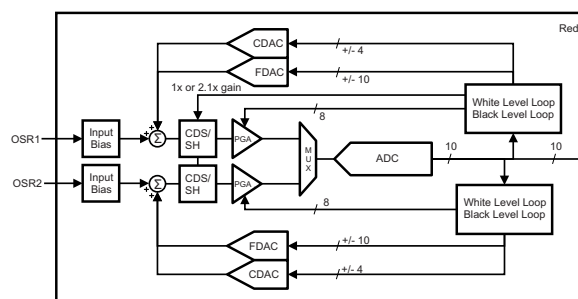 Red
CDAC
+/- 4
FDAC
+/- 10
1x or 2.1x gain
8
White Level Loop
Black Level Loop
OSR1
Input
Bias
+
+
Σ
CDS/
SH
PGA
MUX
ADC
10
10
OSR2
Input
Bias
+
+
Σ
CDS/
SH
PGA
8
White Level Loop
Black Level Loop
FDAC
+/- 10
CDAC
+/- 4